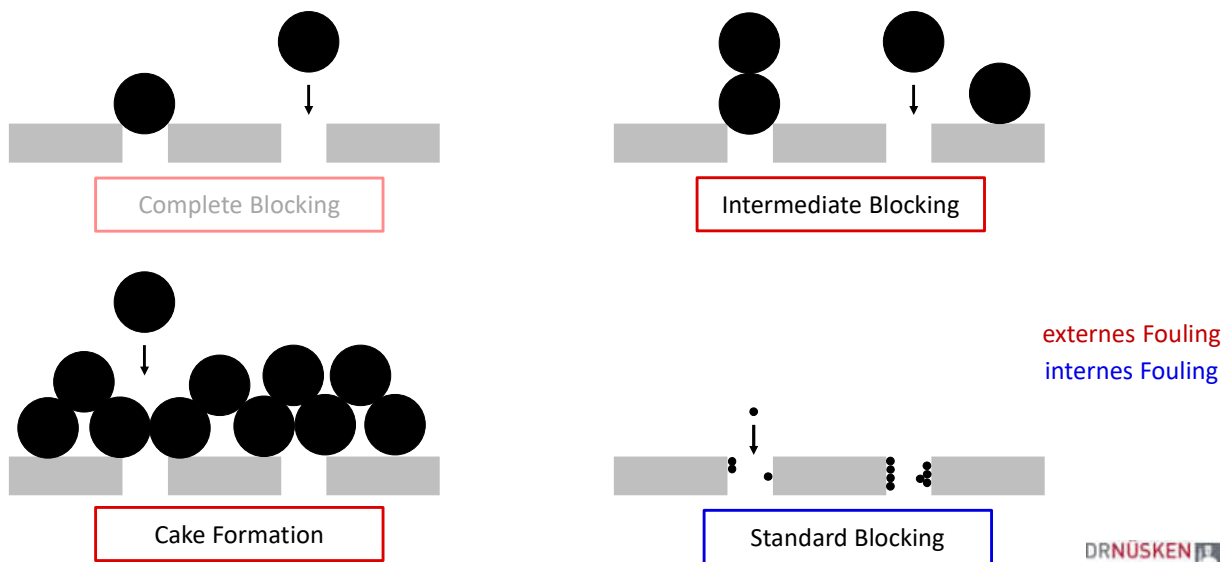 Complete Blocking
Intermediate Blocking
externes Fouling
internes Fouling
Cake Formation
Standard Blocking
DRNÜSKEN